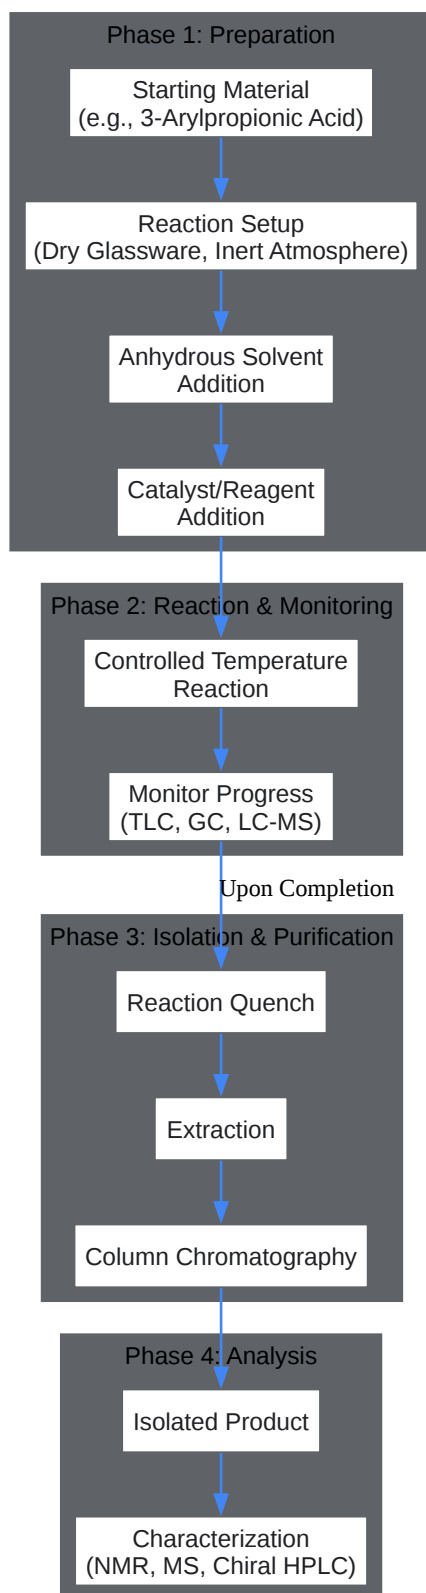 Phase 1: Preparation
Starting Material
(e.g., 3-Arylpropionic Acid)
Reaction Setup
(Dry Glassware, Inert Atmosphere)
Anhydrous Solvent
Addition
Catalyst/Reagent
Addition
Phase 2: Reaction & Monitoring
Controlled Temperature
Reaction
Monitor Progress
(TLC, GC, LC-MS)
Upon Completion
Phase 3: Isolation & Purification
Reaction Quench
Extraction
Column Chromatography
Phase 4: Analysis
Isolated Product
Characterization
(NMR, MS, Chiral HPLC)